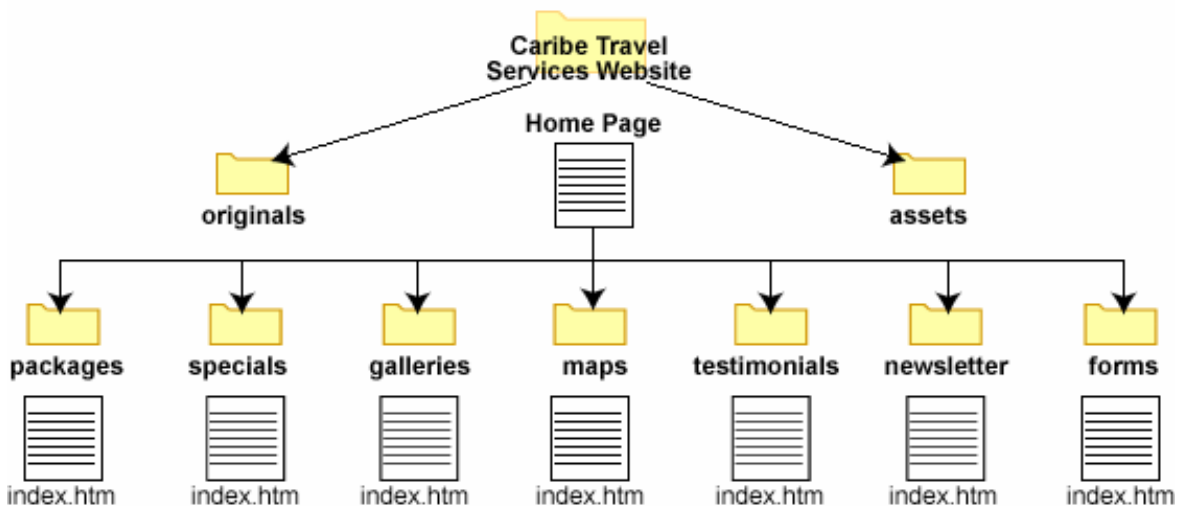 Caribe Travel
Services Website
Home Page
originals
assets
packages
specials
galleries
maps
testimonials
newsletter
forms
index.htm
index.htm
index.htm
index.htm
index.htm
index.htm
index.htm